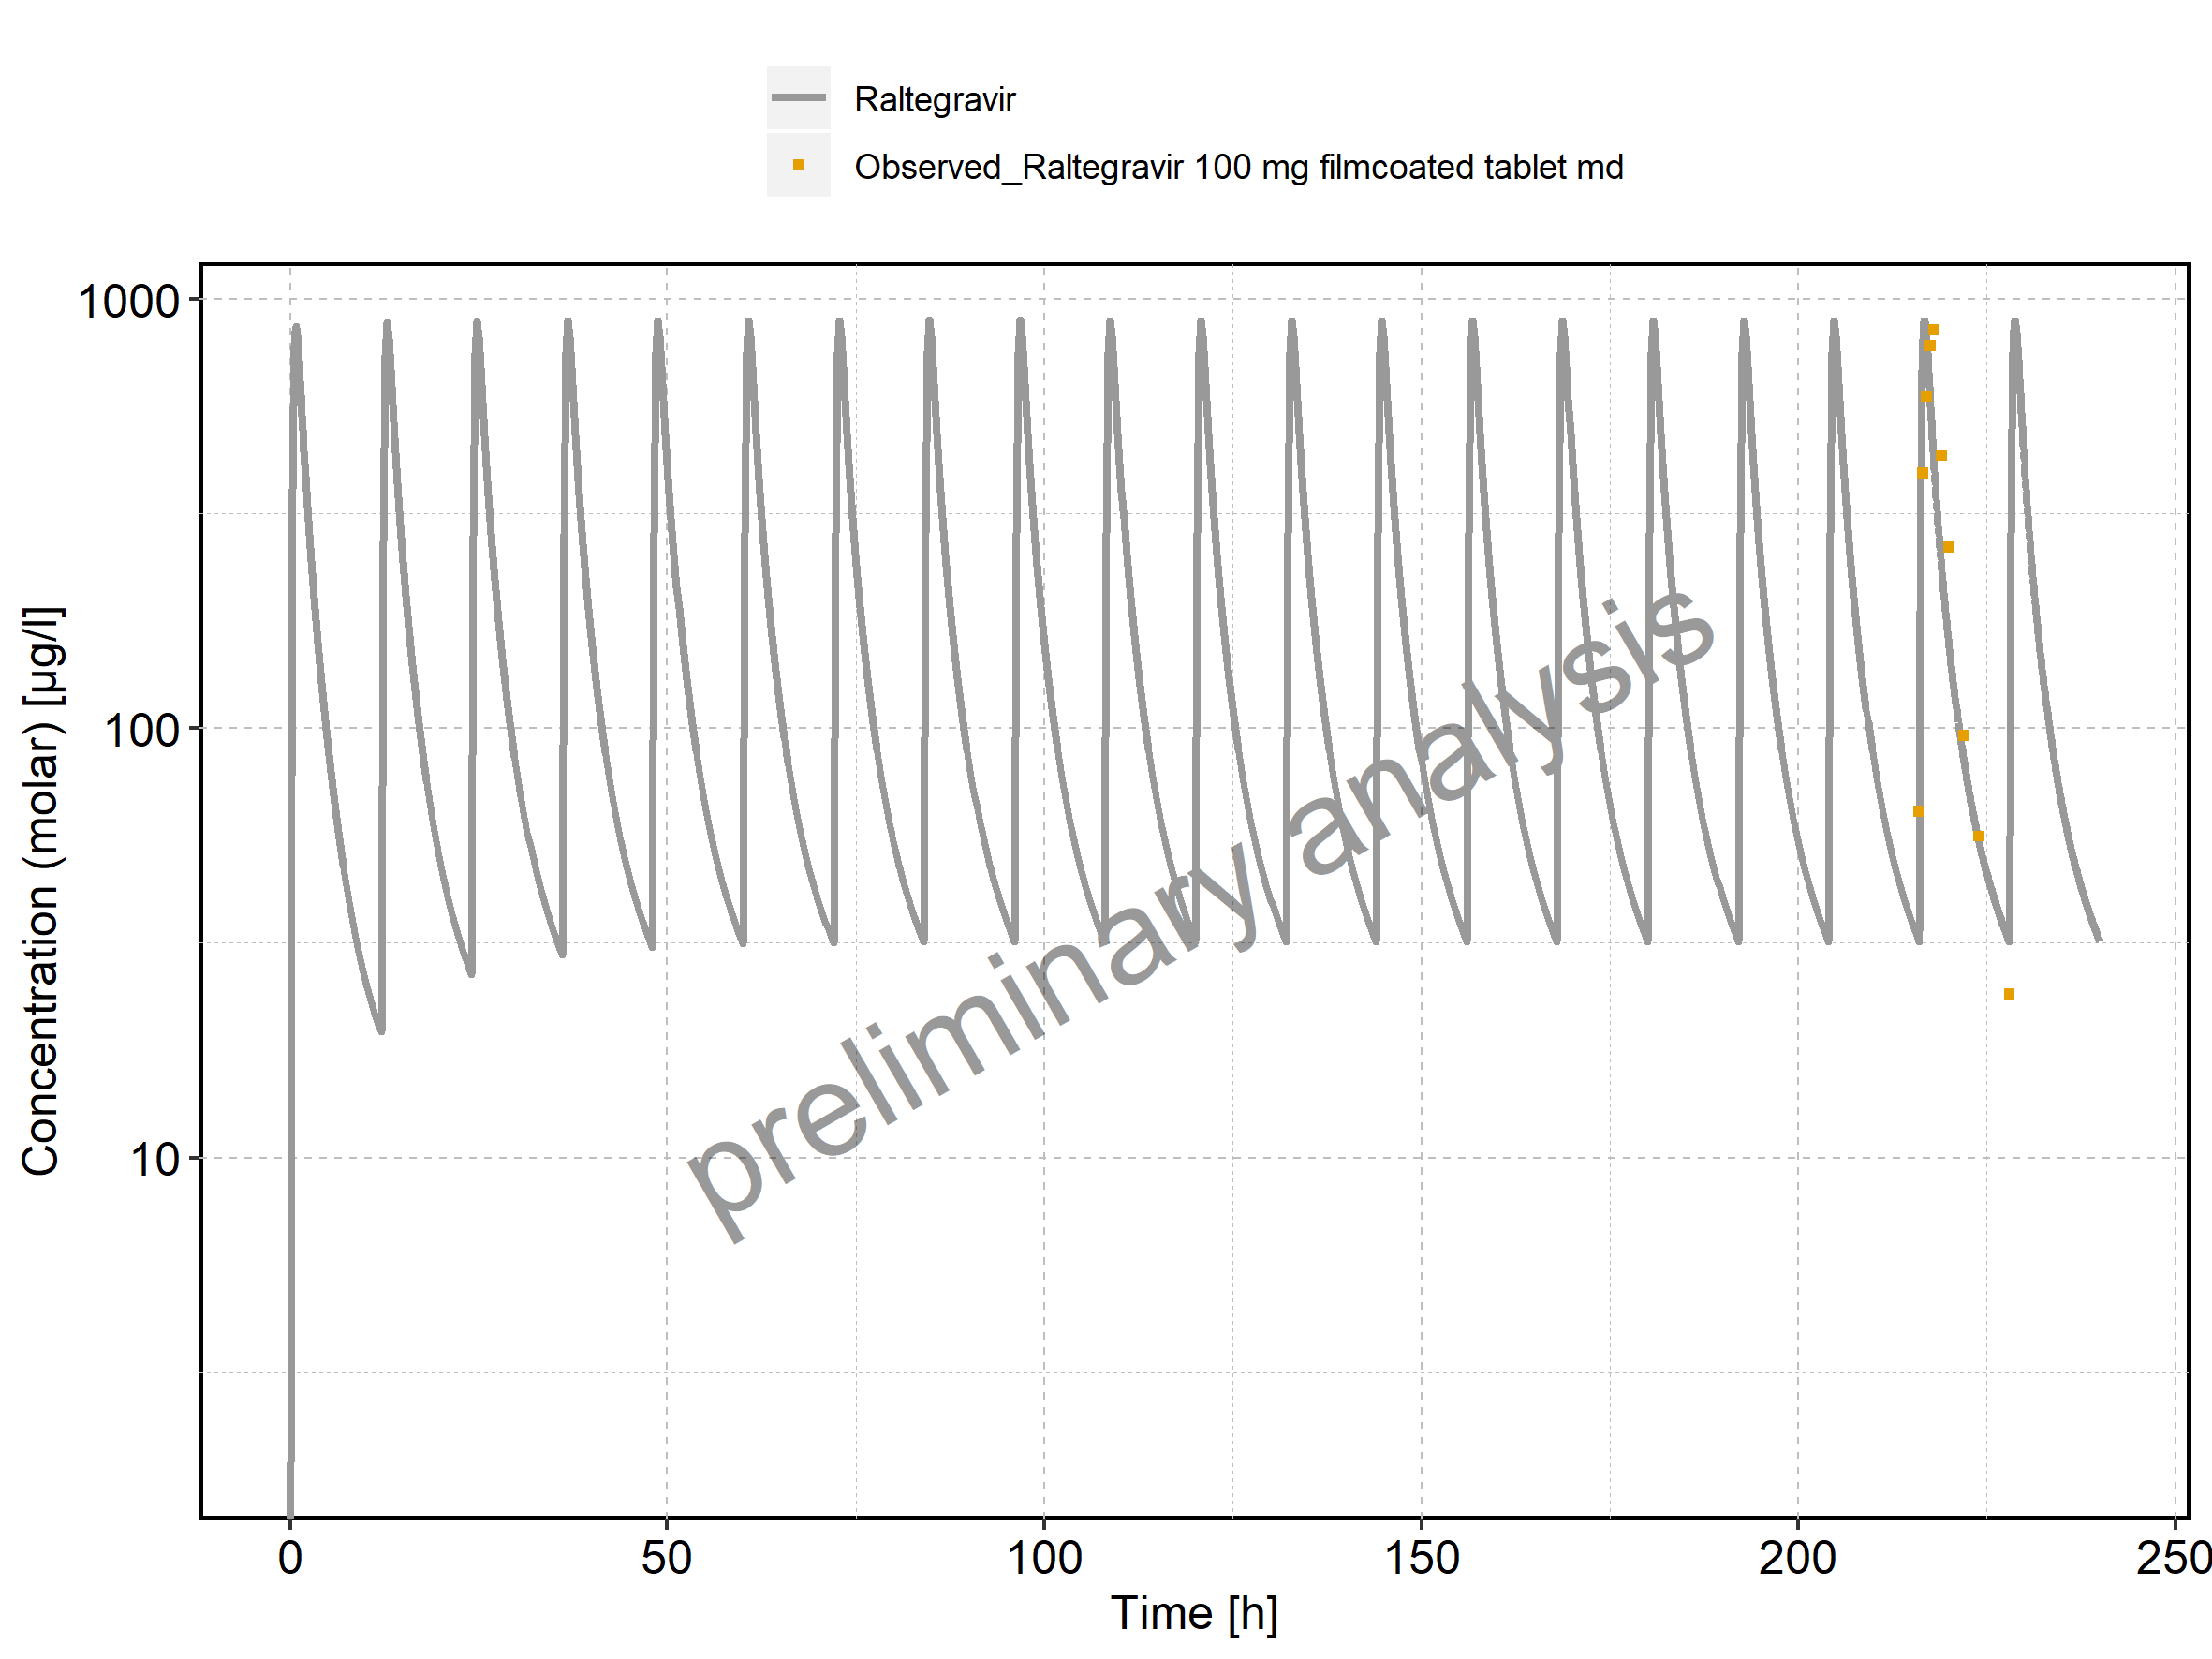 Raltegravir
Observed_Raltegravir 100 mg filmcoated tablet md
1000
100
10
Concentration (molar) [µg/l]
preliminary analysis
0 50 100 150 200 250
Time [h]